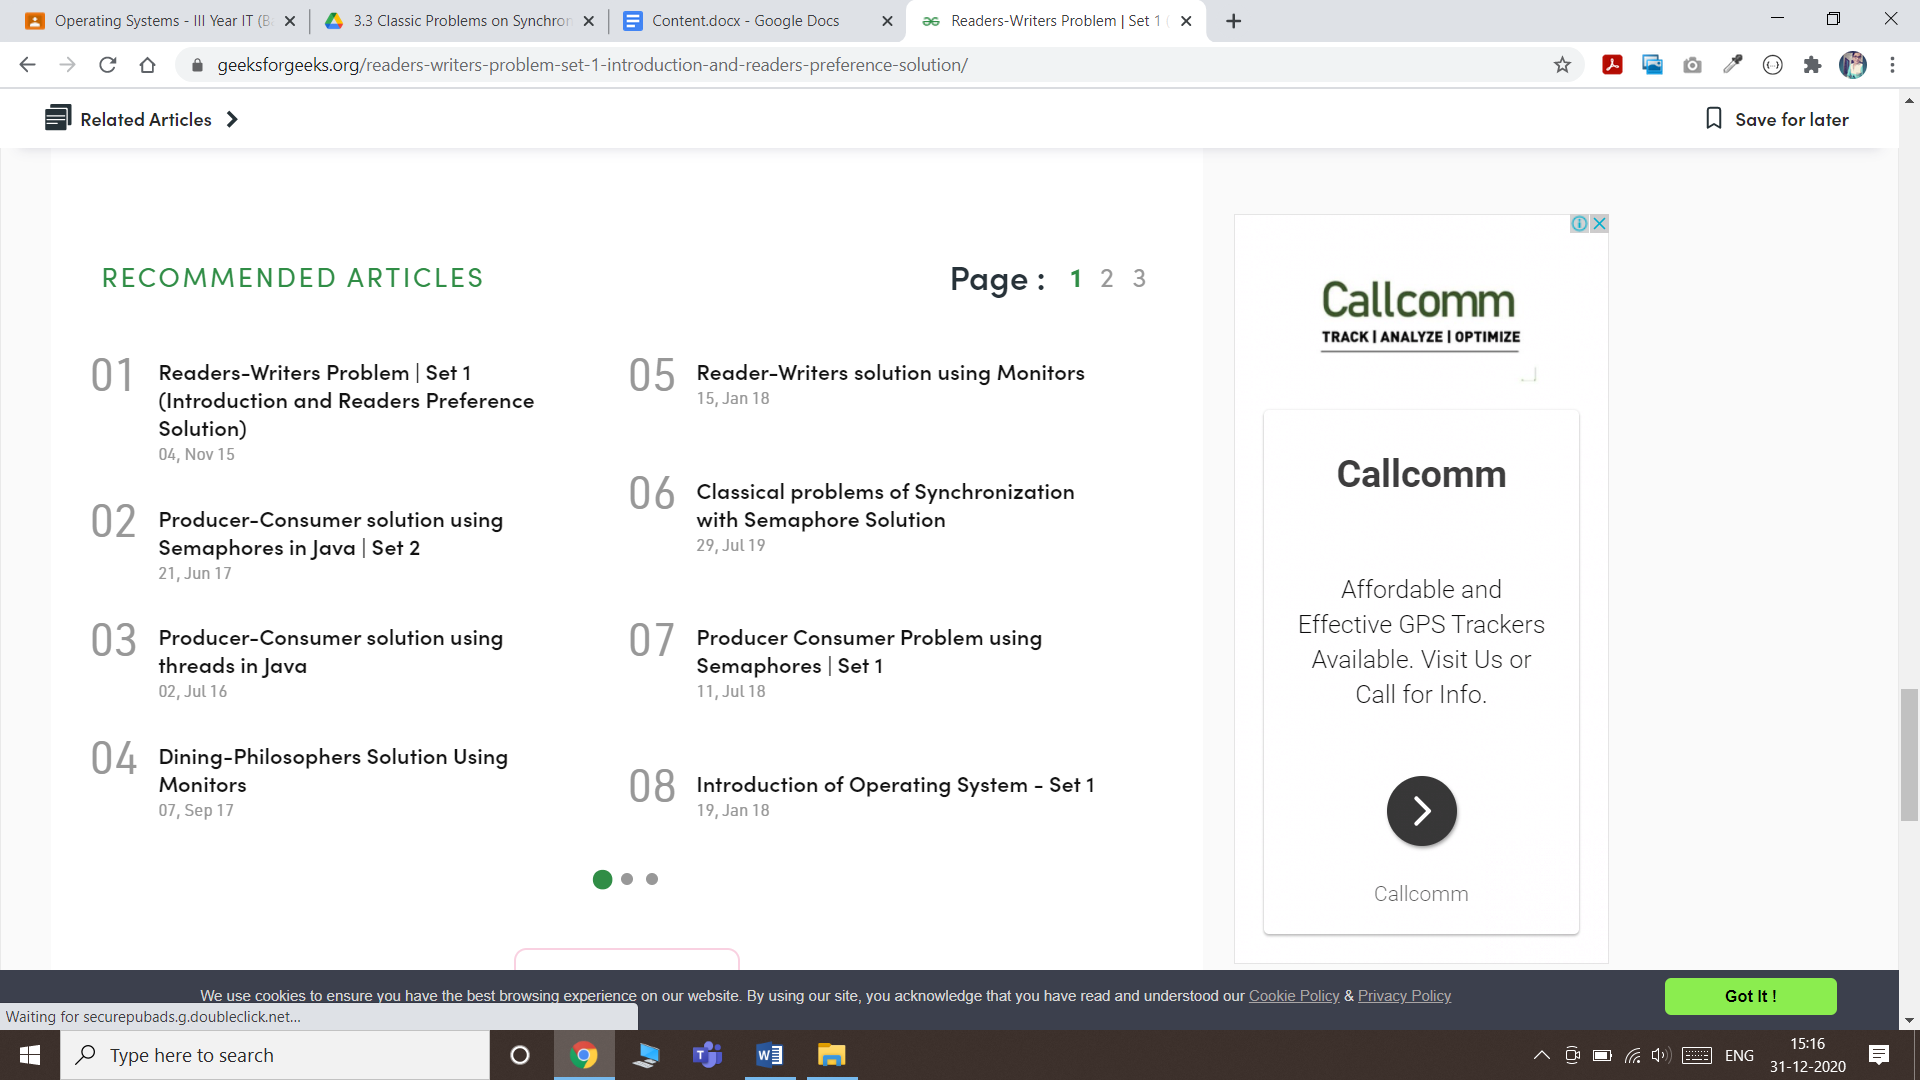 Operating Systems - III Year IT (B
3.3 Classic Problems on Synchron
Content.docx - Google Docs
Readers-Writers Problem | Set 1 (
geeksforgeeks.org/readers-writers-problem-set-1-introduction-and-readers-preference-solution/
Related Articles
Save for later
RECOMMENDED ARTICLES
Page : 1 2 3
01
Readers-Writers Problem | Set 1
(Introduction and Readers Preference
Solution)
04, Nov 15
02
Producer-Consumer solution using
Semaphores in Java | Set 2
21, Jun 17
03
Producer-Consumer solution using
threads in Java
02, Jul 16
04
Dining-Philosophers Solution Using
Monitors
07, Sep 17
05
Reader-Writers solution using Monitors
15, Jan 18
06
Classical problems of Synchronization
with Semaphore Solution
29, Jul 19
07
Producer Consumer Problem using
Semaphores | Set 1
11, Jul 18
08
Introduction of Operating System - Set 1
19, Jan 18
Callcomm
TRACK | ANALYZE | OPTIMIZE
Callcomm
Affordable and
Effective GPS Trackers
Available. Visit Us or
Call for Info.
Callcomm
We use cookies to ensure you have the best browsing experience on our website. By using our site, you acknowledge that you have read and understood our Cookie Policy & Privacy Policy
Got It !
Waiting for securepubads.g.doubleclick.net...
Type here to search
ENG
15:16
31-12-2020